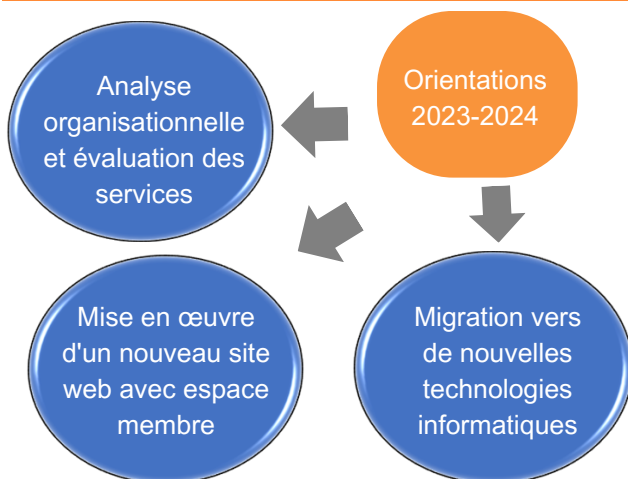 Orientations
2023-2024
Analyse
organisationnelle
et évaluation des
services
Mise en œuvre
d'un nouveau site
web avec espace
membre
Migration vers
de nouvelles
technologies
informatiques